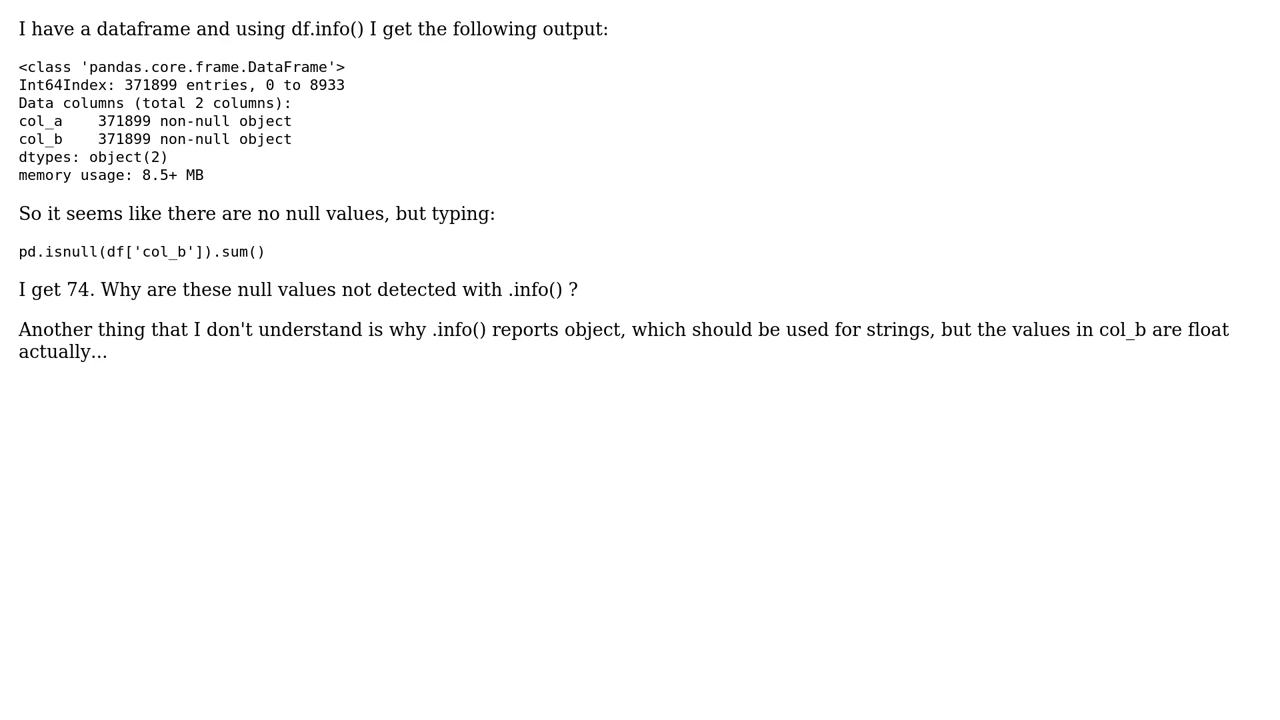 I have a dataframe and using df.info() I get the following output:
<class 'pandas.core.frame.DataFrame'>
Int64Index: 371899 entries, 0 to 8933
Data columns (total 2 columns):
col_a    371899 non-null object
col_b    371899 non-null object
dtypes: object(2)
memory usage: 8.5+ MB
So it seems like there are no null values, but typing:
pd.isnull(df['col_b']).sum()
I get 74. Why are these null values not detected with .info() ?
Another thing that I don't understand is why .info() reports object, which should be used for strings, but the values in col_b are float
actually...